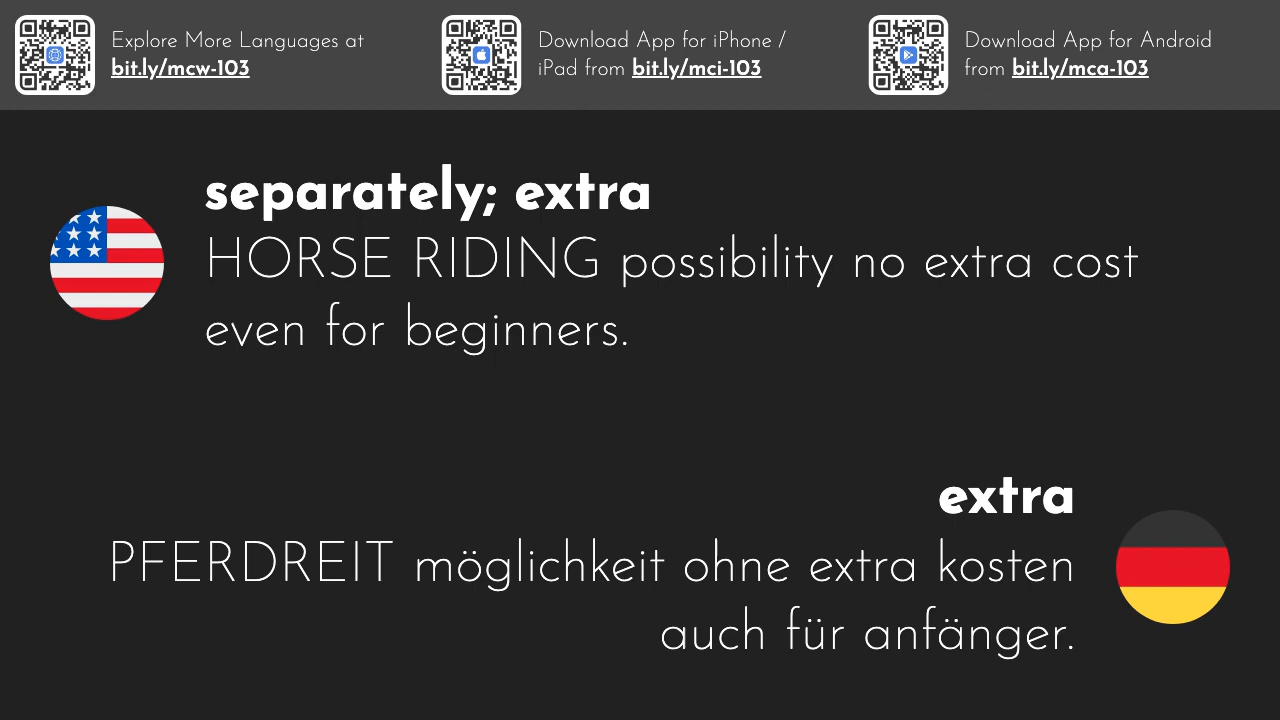 Explore More Languages at
bit.ly/mcw-103
Download App for iPhone /
iPad from bit.ly/mci-103
Download App for Android
from bit.ly/mca-103
separately; extra
HORSE RIDING possibility no extra cost
even for beginners.
extra
PFERDREIT möglichkeit ohne extra kosten
auch für anfänger.